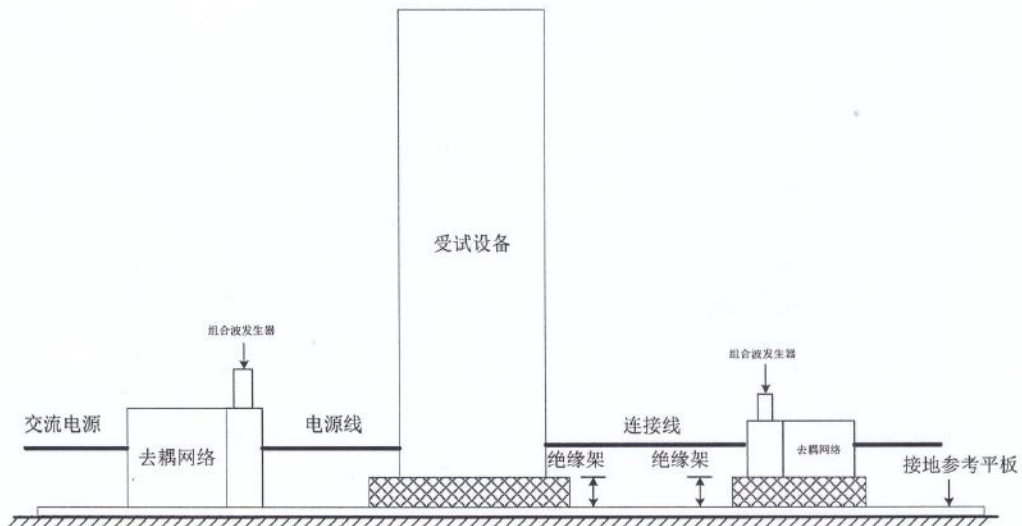 受试设备
组合波发生器
组合波发生器
交流电源
电源线
连接线
去耦网络
绝缘架
绝缘架
去耦网络
接地参考平板